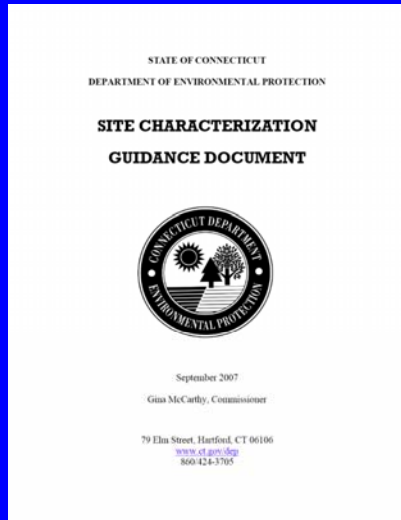 STATE OF CONNECTICUT
DEPARTMENT OF ENVIRONMENTAL PROTECTION
SITE CHARACTERIZATION
GUIDANCE DOCUMENT
CONNECTICUT DEPARTMENT
ENVIRONMENTAL PROTECTION
September 2007
Gina McCarthy, Commissioner
79 Elm Street, Hartford, CT 06106
www.ct.gov/dep
860/424-3705